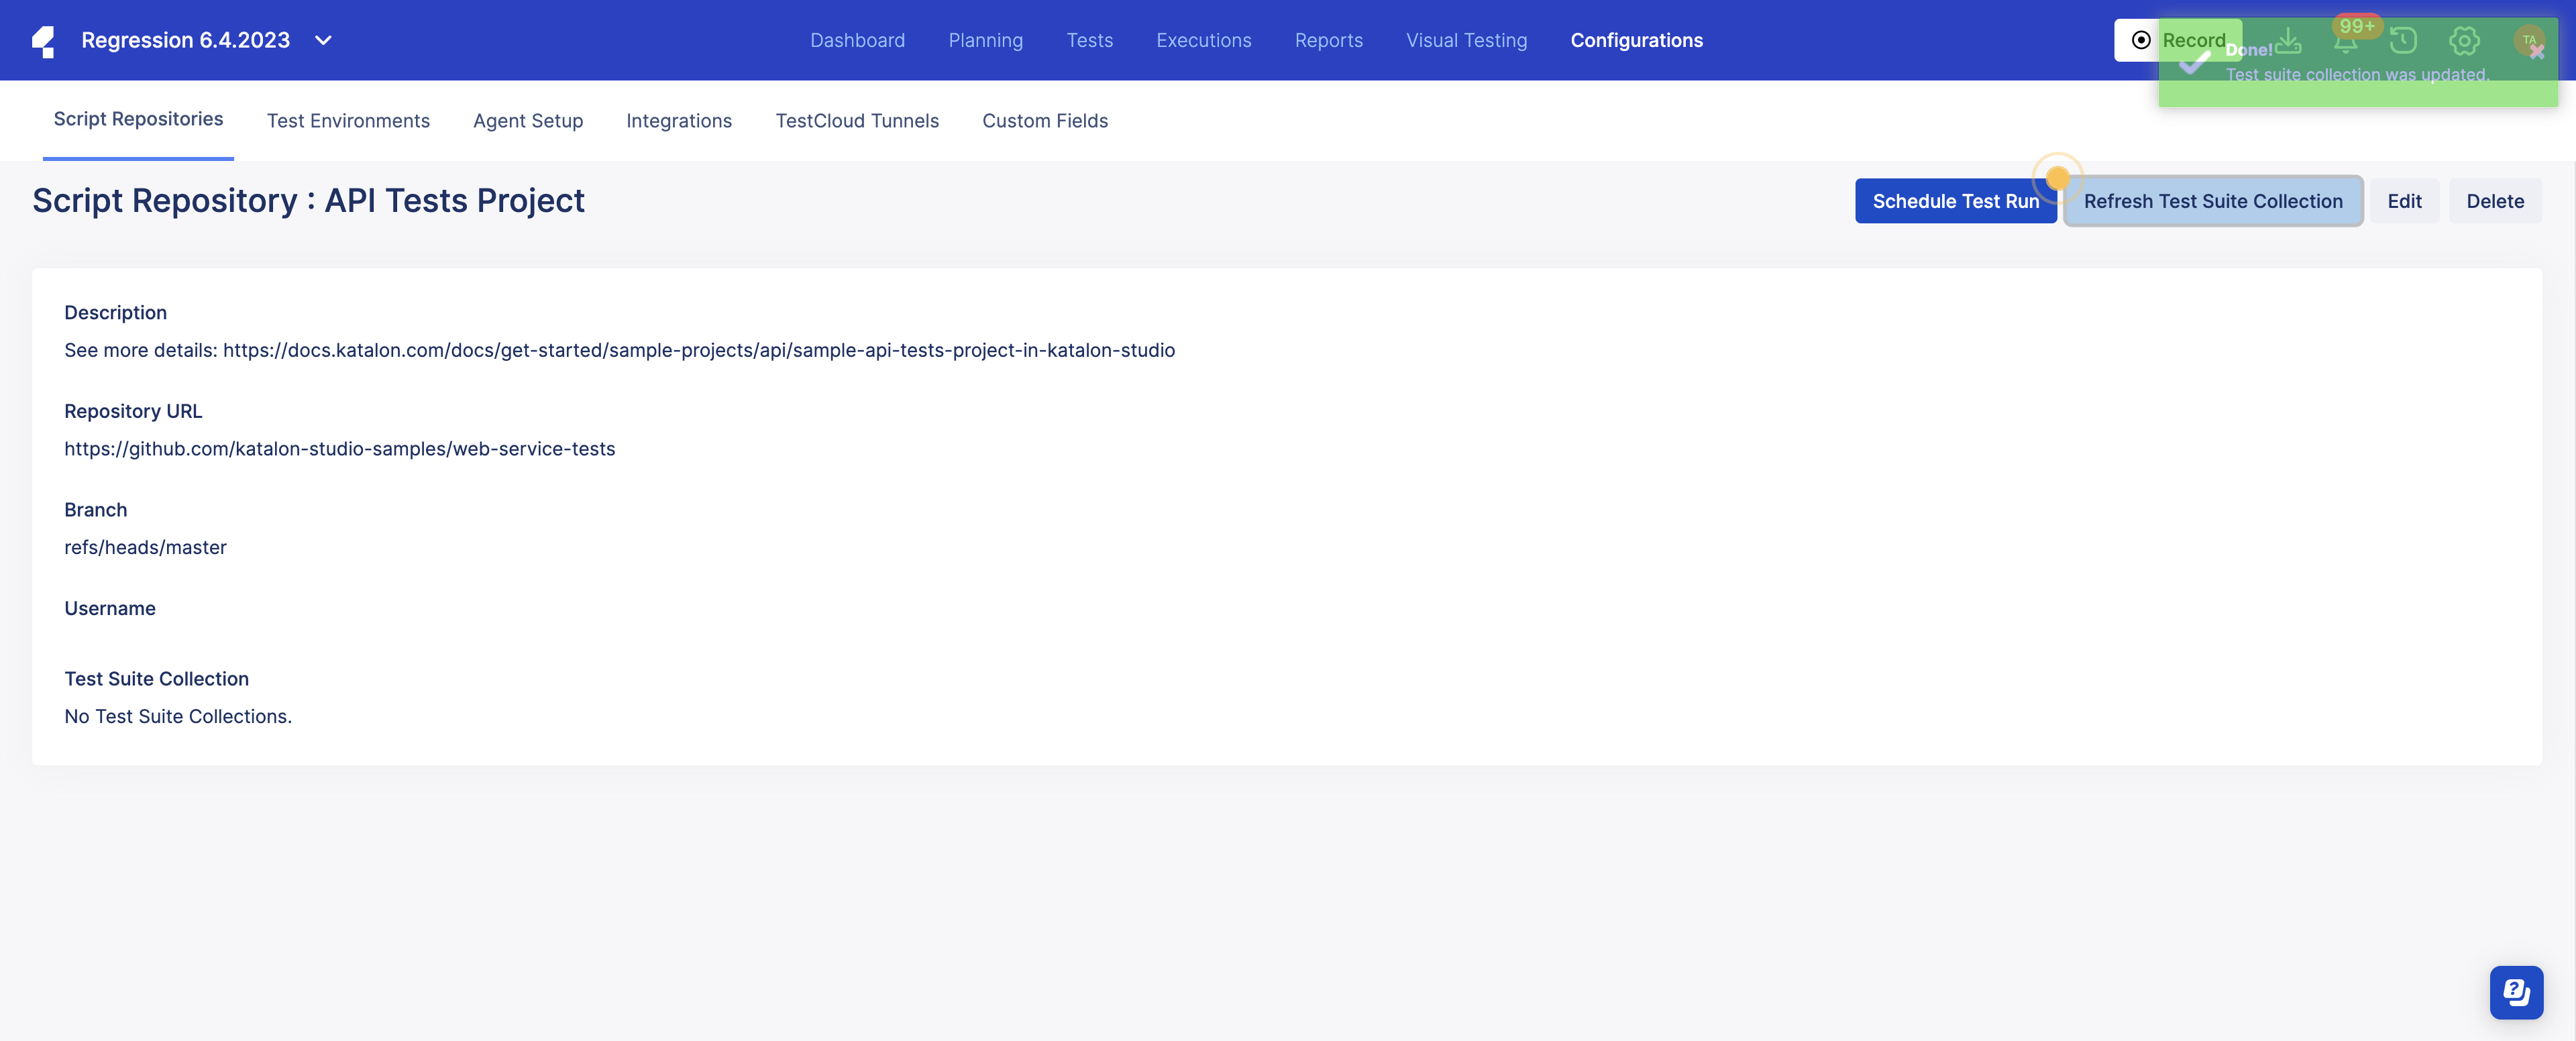 Regression 6.4.2023
Dashboard
Planning
Tests
Executions
Reports
Visual Testing
Configurations
Record
99+
TA
Done!
Test suite collection was updated.
Script Repositories
Test Environments
Agent Setup
Integrations
TestCloud Tunnels
Custom Fields
Script Repository : API Tests Project
Schedule Test Run
Refresh Test Suite Collection
Edit
Delete
Description
See more details: https://docs.katalon.com/docs/get-started/sample-projects/api/sample-api-tests-project-in-katalon-studio
Repository URL
https://github.com/katalon-studio-samples/web-service-tests
Branch
refs/heads/master
Username
Test Suite Collection
No Test Suite Collections.